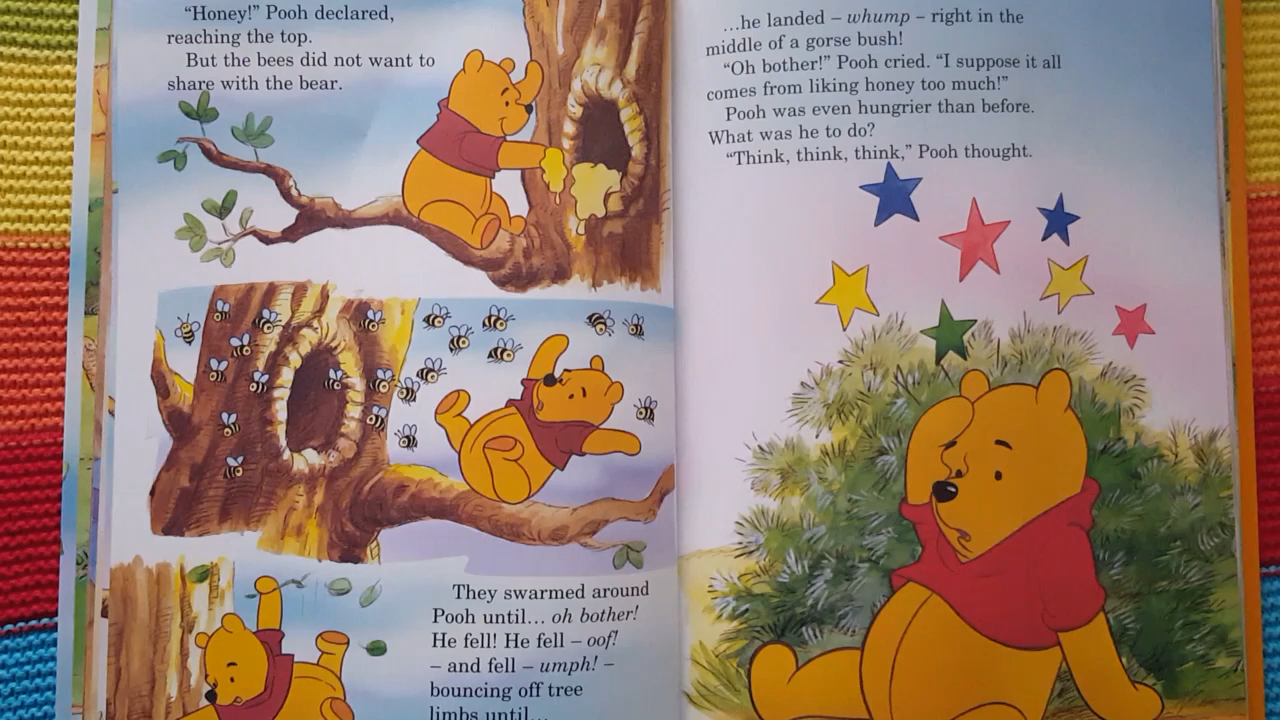 “Honey!” Pooh declared,
reaching the top.
But the bees did not want to
share with the bear.
They swarmed around
Pooh until… oh bother!
He fell! He fell – oof!
– and fell – umph! –
bouncing off tree
limbs until…
…he landed – whump – right in the
middle of a gorse bush!
“Oh bother!” Pooh cried. “I suppose it all
comes from liking honey too much!”
Pooh was even hungrier than before.
What was he to do?
“Think, think, think,” Pooh thought.